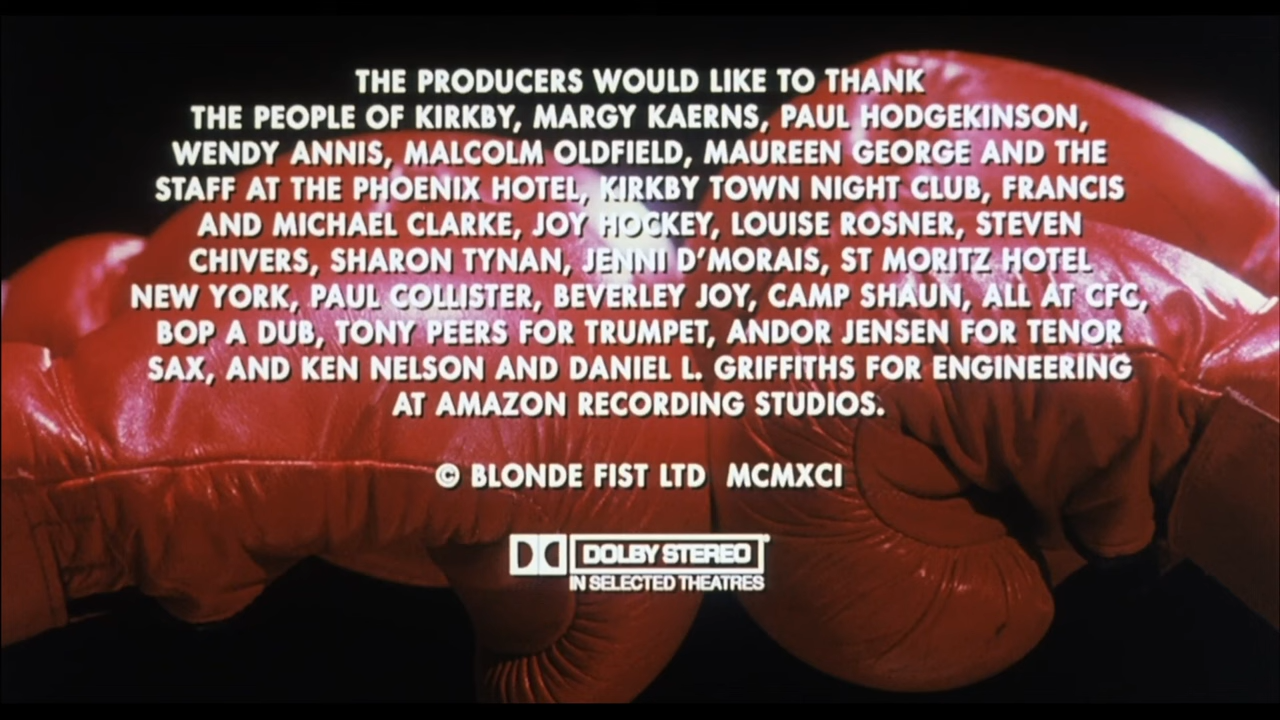 THE PRODUCERS WOULD LIKE TO THANK
THE PEOPLE OF KIRKBY, MARGY KAERNS, PAUL HODGEKINSON,
WENDY ANNIS, MALCOLM OLDFIELD, MAUREEN GEORGE AND THE
STAFF AT THE PHOENIX HOTEL, KIRKBY TOWN NIGHT CLUB, FRANCIS
AND MICHAEL CLARKE, JOY HOCKEY, LOUISE ROSNER, STEVEN
CHIVERS, SHARON TYNAN, JENNI D'MORAIS, ST MORITZ HOTEL
NEW YORK, PAUL COLLISTER, BEVERLEY JOY, CAMP SHAUN, ALL AT CFC,
BOP A DUB, TONY PEERS FOR TRUMPET, ANDOR JENSEN FOR TENOR
SAX, AND KEN NELSON AND DANIEL L. GRIFFITHS FOR ENGINEERING
AT AMAZON RECORDING STUDIOS.
© BLONDE FIST LTD MCMXCI
DOLBY STEREO
IN SELECTED THEATRES